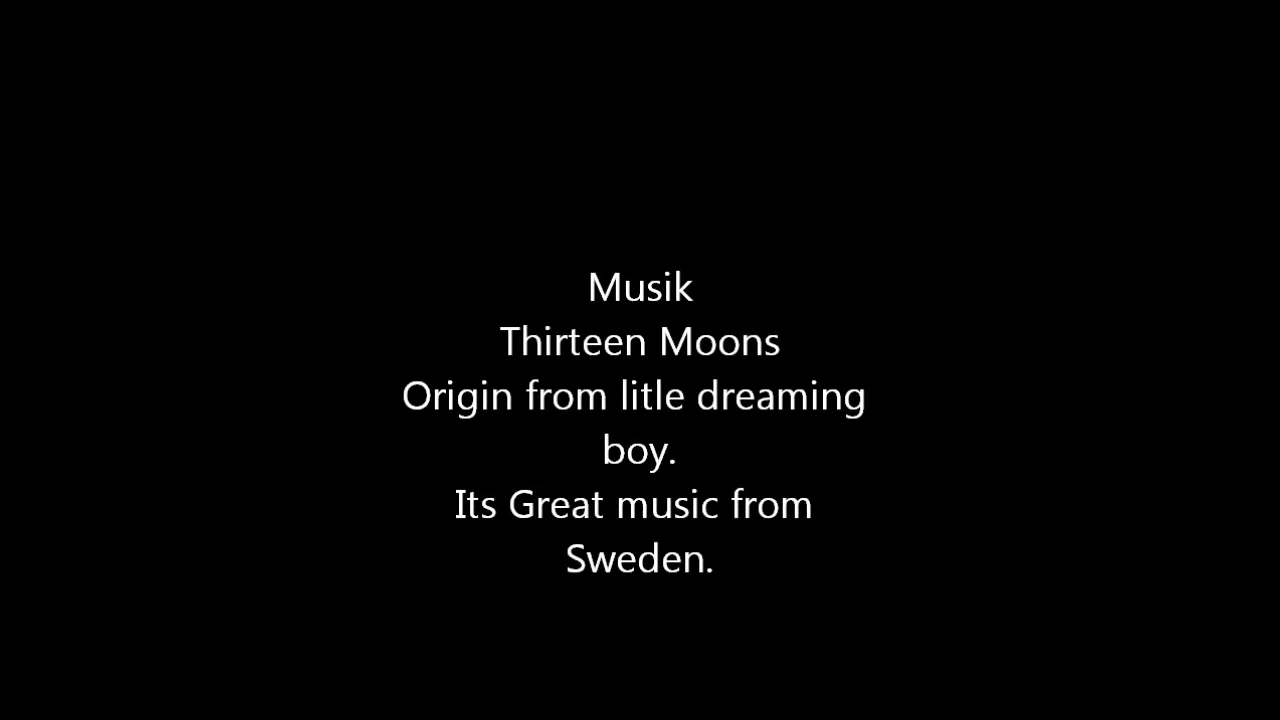 Musik
Thirteen Moons
Origin from litle dreaming
boy.
Its Great music from
Sweden.